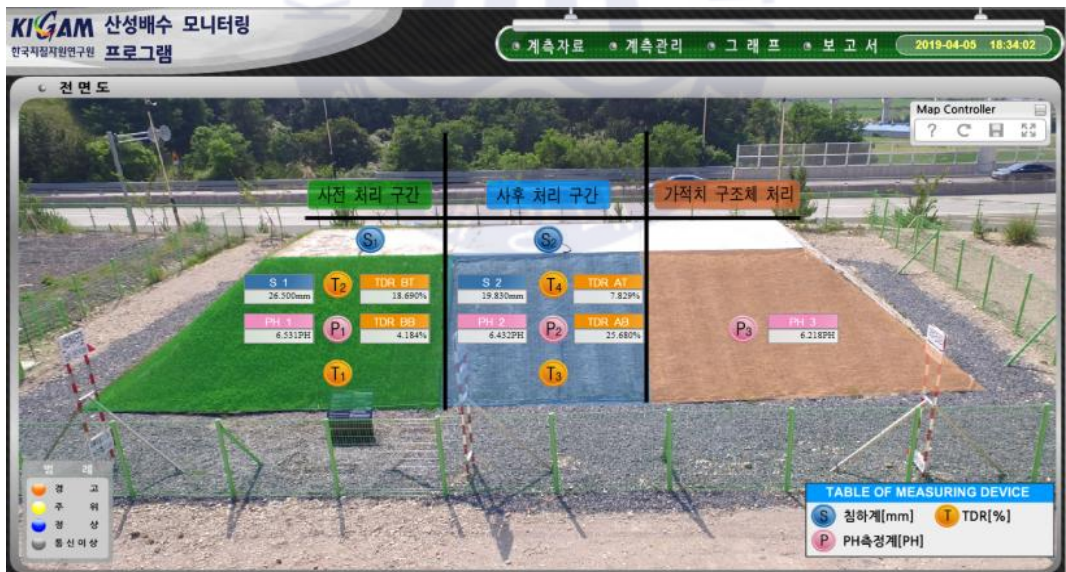 KIGAM 산성배수 모니터링
한국지질자원연구원 프로그램
계측자료 계측관리 그래프 보고서 2019-04-05 18:34:02
전면도
Map Controller
사전 처리 구간 사후 처리 구간 가적치 구조체 처리
S1 S2
S 1 T2 TDR BT S 2 T4 TDR AT
26.500mm 18.690% 19.830mm 7.829%
PH 1 P1 TDR BB PH 2 P2 TDR AB P3 PH 3
6.531PH 4.184% 6.432PH 25.680% 6.218PH
T1 T3
범 례
경 고
주 위
정 상
통신이상
TABLE OF MEASURING DEVICE
S 침하계[mm] T TDR[%]
P PH측정계[PH]